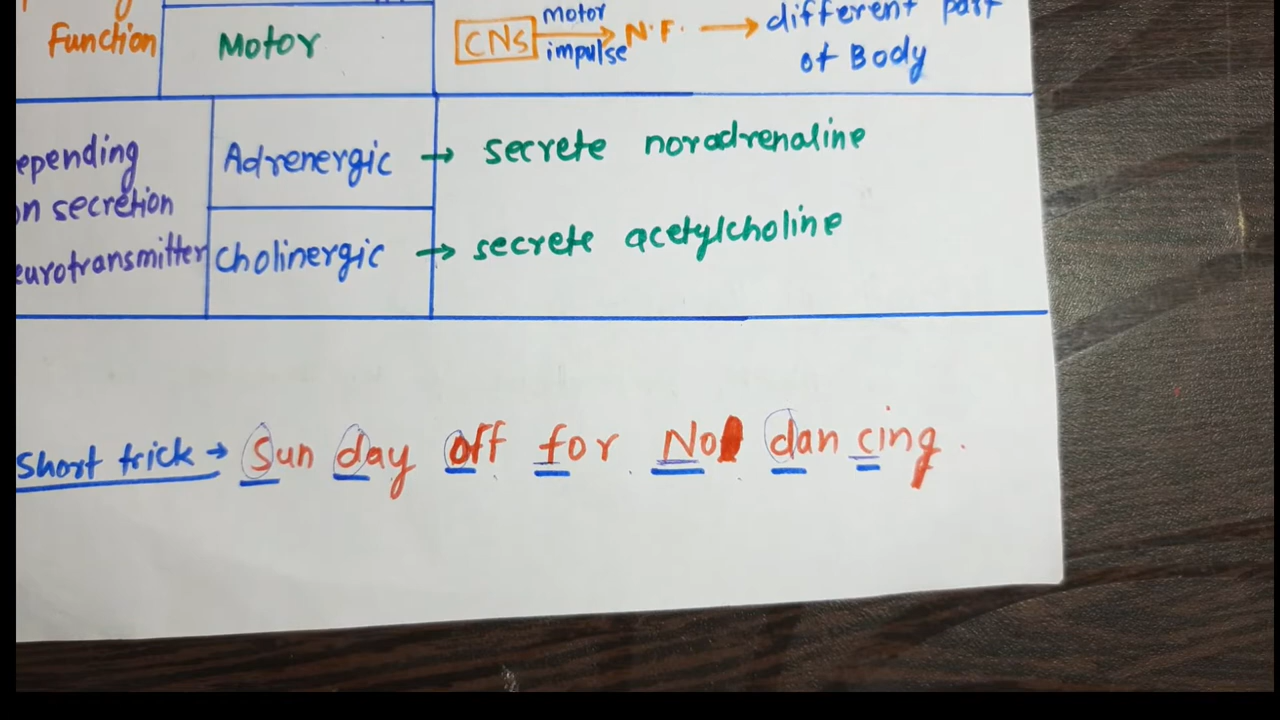 Function
Motor
CNS
motor
impulse
N.F.
different part
of Body
epending
on secretion
eurotransmitter
Adrenergic → secrete noradrenaline
Cholinergic → secrete acetylcholine
Short trick → Sun day off for No dan cing.